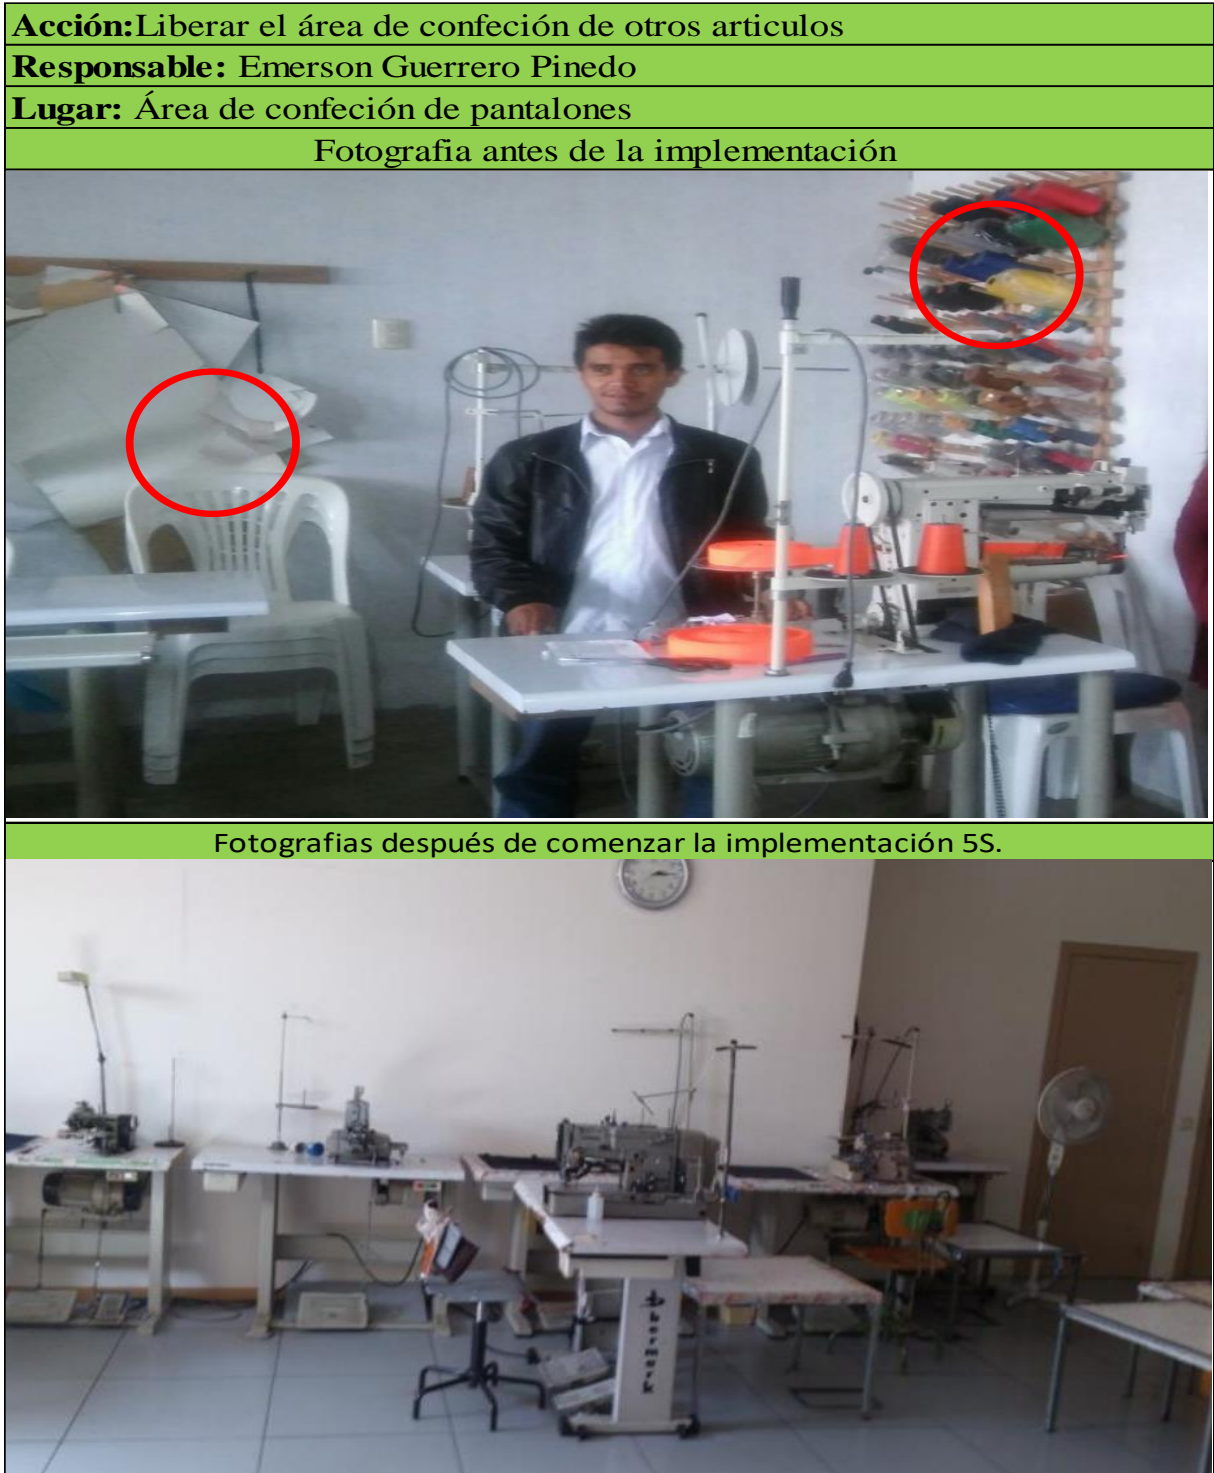 Acción:Liberar el área de confeción de otros articulos
Responsable: Emerson Guerrero Pinedo
Lugar: Área de confeción de pantalones
Fotografia antes de la implementación
Fotografias después de comenzar la implementación 5S.
bermark